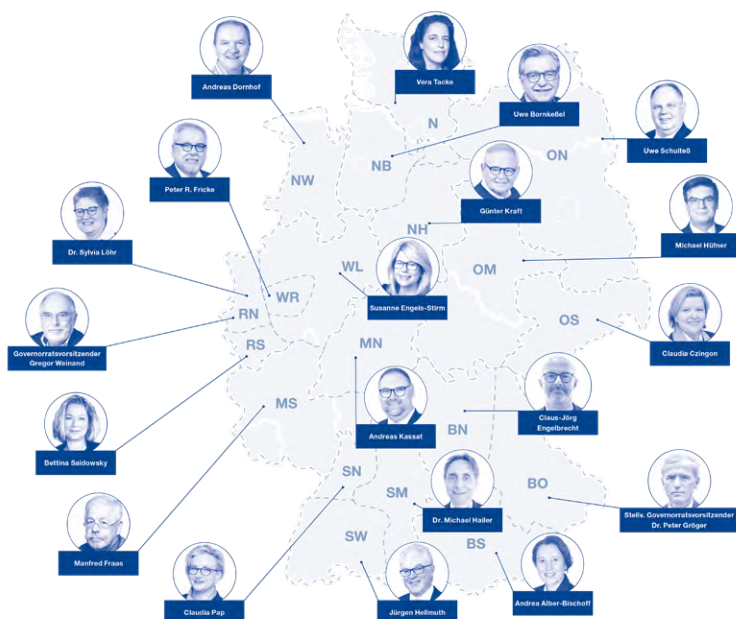 Andreas Dornhof
Vera Tacke
Uwe Bornkeßel
Uwe Schulteß
N
NB
ON
NW
Peter R. Fricke
Günter Kraft
NH
Michael Hüfner
Dr. Sylvia Löhr
WL
OM
Susanne Engels-Stirm
WR
RN
OS
Governorratsvorsitzender
Gregor Weinand
RS
MN
Claudia Czingon
MS
Andreas Kassat
BN
Claus-Jörg
Engelbrecht
Bettina Saidowsky
SN
SM
BO
Dr. Michael Hailer
Stellv. Governorratsvorsitzender
Dr. Peter Gröger
SW
BS
Manfred Fraas
Claudia Pap
Jürgen Hellmuth
Andrea Alber-Bischoff